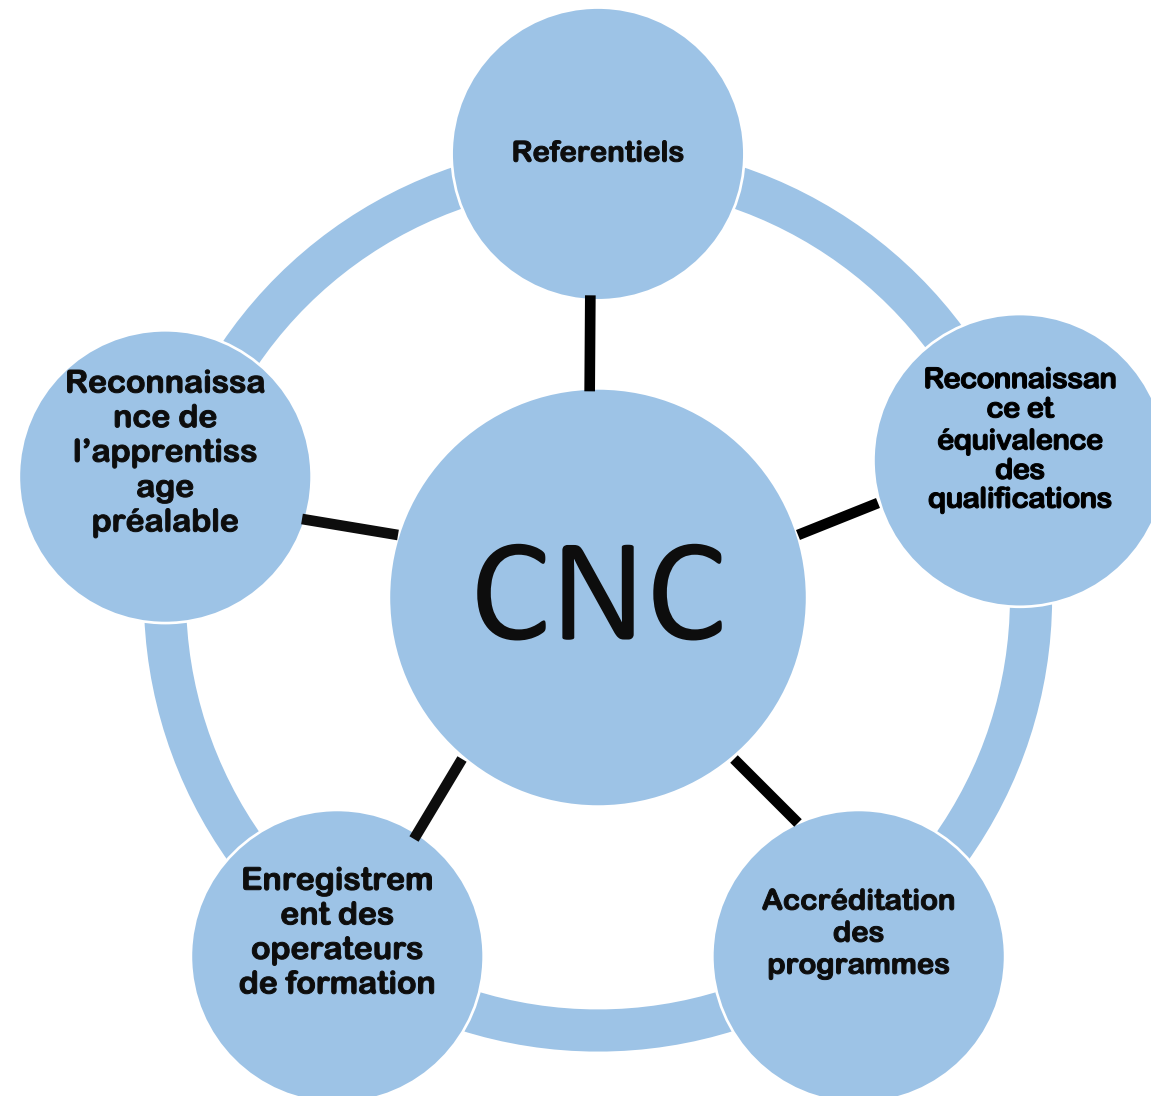 Referentiels
Reconnaissan
ce et
équivalence
des
qualifications
Accréditation
des
programmes
Enregistrem
ent des
operateurs
de formation
Reconnaissa
nce de
l’apprentiss
age
préalable
CNC